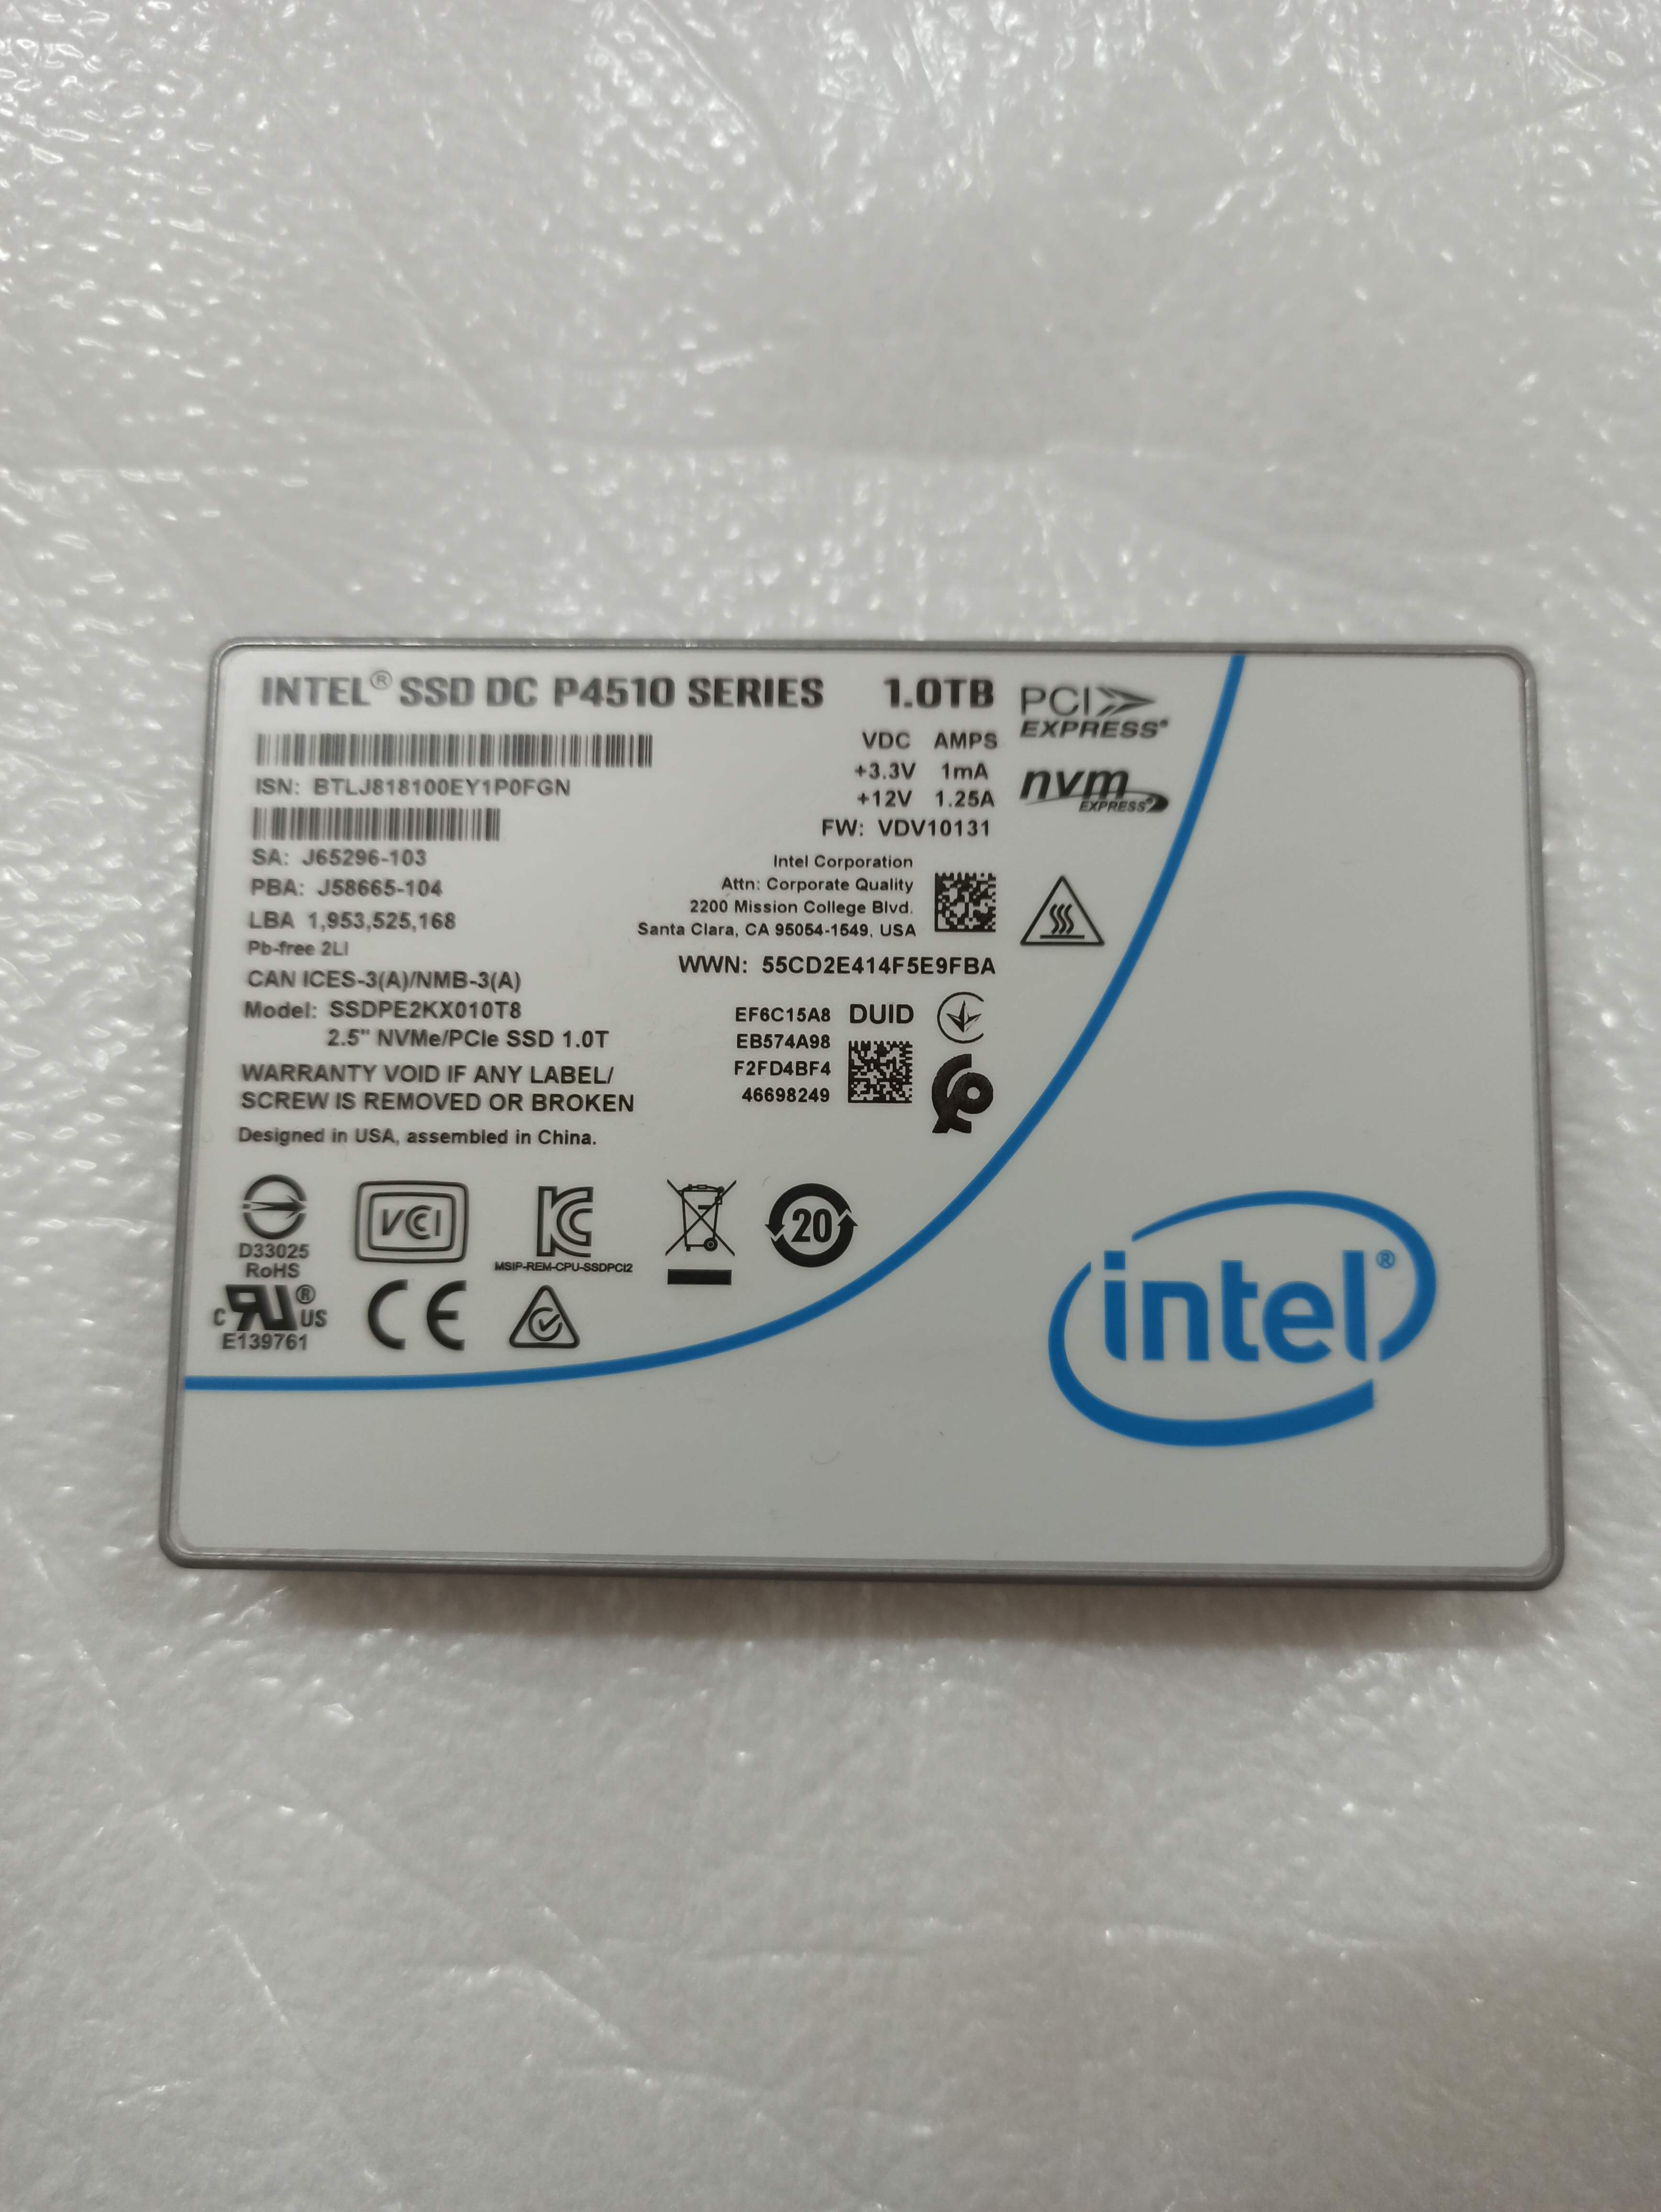 INTEL® SSD DC P4510 SERIES 1.0TB
PCI EXPRESS®
VDC AMPS
+3.3V 1mA
+12V 1.25A
nvm EXPRESS®
ISN: BTLJ818100EY1P0FGN
FW: VDV10131
SA: J65296-103
PBA: J58665-104
LBA 1,953,525,168
Pb-free 2LI
Intel Corporation
Attn: Corporate Quality
2200 Mission College Blvd.
Santa Clara, CA 95054-1549, USA
WWN: 55CD2E414F5E9FBA
CAN ICES-3(A)/NMB-3(A)
Model: SSDPE2KX010T8
2.5" NVMe/PCIe SSD 1.0T
EF6C15A8 DUID
EB574A98
F2FD4BF4
46698249
WARRANTY VOID IF ANY LABEL/
SCREW IS REMOVED OR BROKEN
Designed in USA, assembled in China.
D33025
RoHS
VCI
KC
MSIP-REM-CPU-SSDPCI2
20
C RU® US
E139761
CE
intel®